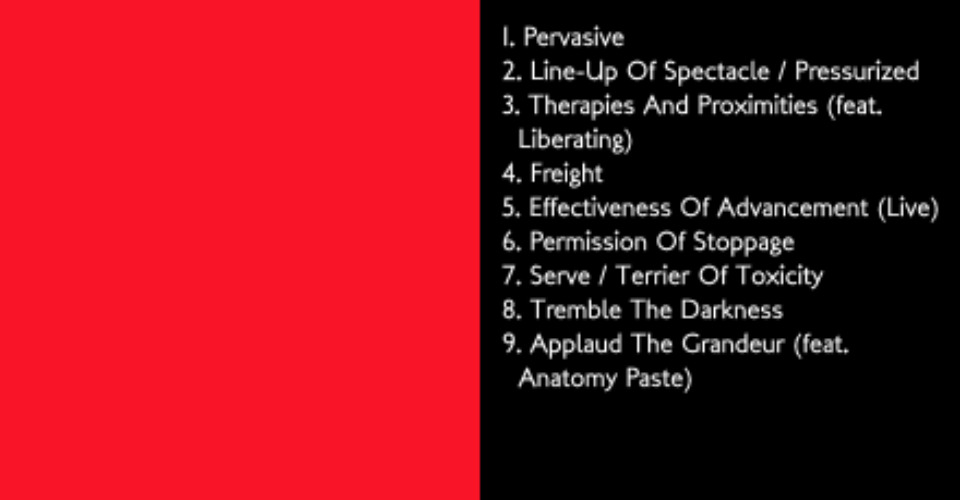 1. Pervasive
2. Line-Up Of Spectacle / Pressurized
3. Therapies And Proximities (feat.
Liberating)
4. Freight
5. Effectiveness Of Advancement (Live)
6. Permission Of Stoppage
7. Serve / Terrier Of Toxicity
8. Tremble The Darkness
9. Applaud The Grandeur (feat.
Anatomy Paste)